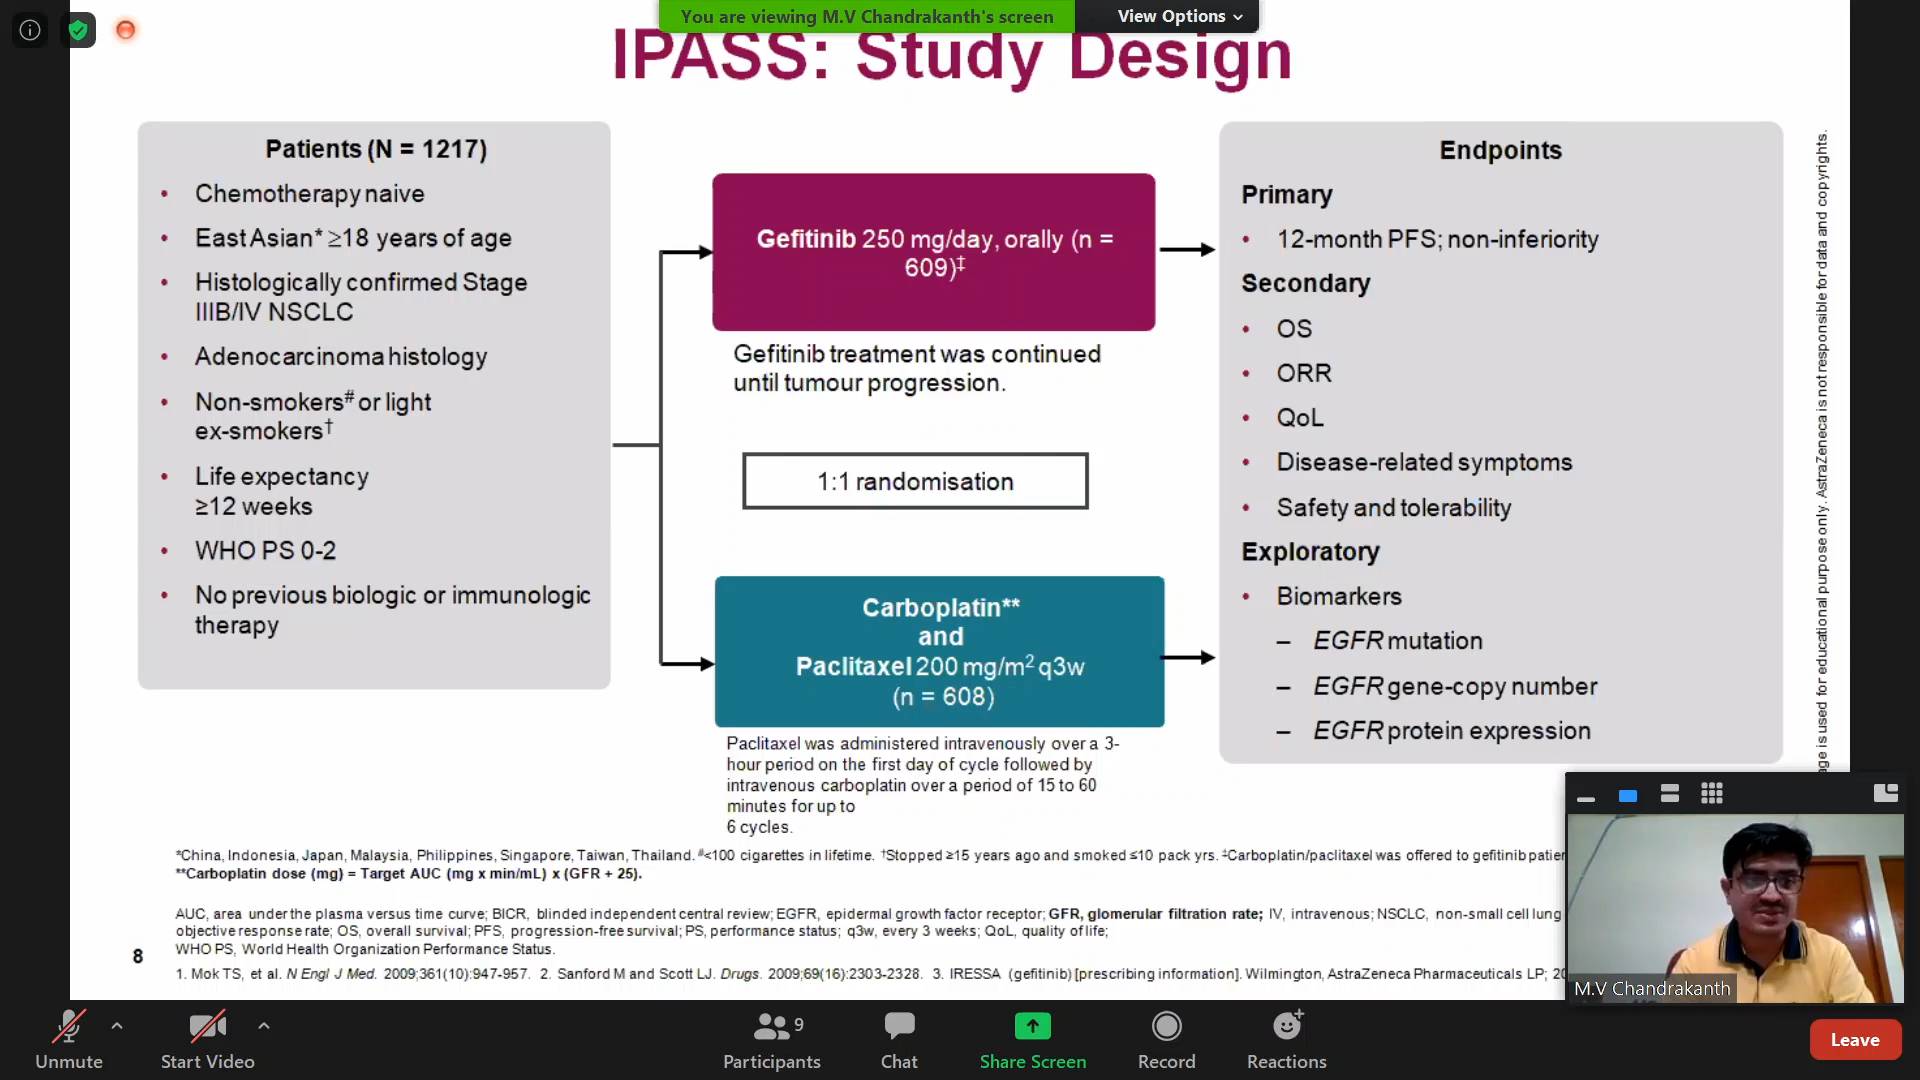 You are viewing M.V Chandrakanth's screen
View Options
IPASS: Study Design
Patients (N = 1217)
• Chemotherapy naive
• East Asian* ≥18 years of age
• Histologically confirmed Stage
IIIB/IV NSCLC
• Adenocarcinoma histology
• Non-smokers# or light
ex-smokers†
• Life expectancy
≥12 weeks
• WHO PS 0-2
• No previous biologic or immunologic
therapy
Gefitinib 250 mg/day, orally (n =
609)‡
Gefitinib treatment was continued
until tumour progression.
1:1 randomisation
Carboplatin**
and
Paclitaxel 200 mg/m² q3w
(n = 608)
Paclitaxel was administered intravenously over a 3-
hour period on the first day of cycle followed by
intravenous carboplatin over a period of 15 to 60
minutes for up to
6 cycles.
Endpoints
Primary
• 12-month PFS; non-inferiority
Secondary
• OS
• ORR
• QoL
• Disease-related symptoms
• Safety and tolerability
Exploratory
• Biomarkers
– EGFR mutation
– EGFR gene-copy number
– EGFR protein expression
is used for educational purpose only. AstraZeneca is not responsible for data and copyrights.
*China, Indonesia, Japan, Malaysia, Philippines, Singapore, Taiwan, Thailand. #<100 cigarettes in lifetime. †Stopped ≥15 years ago and smoked ≤10 pack yrs. ‡Carboplatin/paclitaxel was offered to gefitinib
**Carboplatin dose (mg) = Target AUC (mg x min/mL) x (GFR + 25).
AUC, area under the plasma versus time curve; BICR, blinded independent central review; EGFR, epidermal growth factor receptor; GFR, glomerular filtration rate; IV, intravenous; NSCLC, non-small cell lung
objective response rate; OS, overall survival; PFS, progression-free survival; PS, performance status; q3w, every 3 weeks; QoL, quality of life;
WHO PS, World Health Organization Performance Status.
8
1. Mok TS, et al. N Engl J Med. 2009;361(10):947-957. 2. Sanford M and Scott LJ. Drugs. 2009;69(16):2303-2328. 3. IRESSA (gefitinib) [prescribing information]. Wilmington, AstraZeneca Pharmaceuticals LP;
M.V Chandrakanth
Unmute
Start Video
9
Participants
Chat
Share Screen
Record
Reactions
Leave